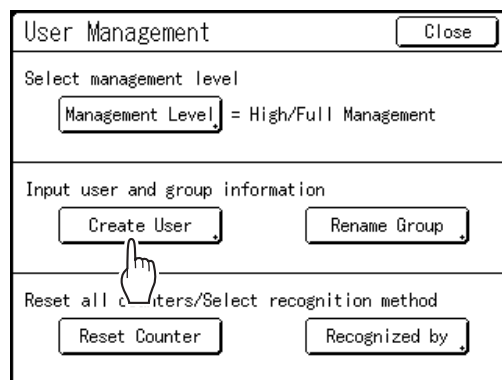 User Management Close
Select management level
Management Level = High/Full Management
Input user and group information
Create User Rename Group
Reset all counters/Select recognition method
Reset Counter Recognized by